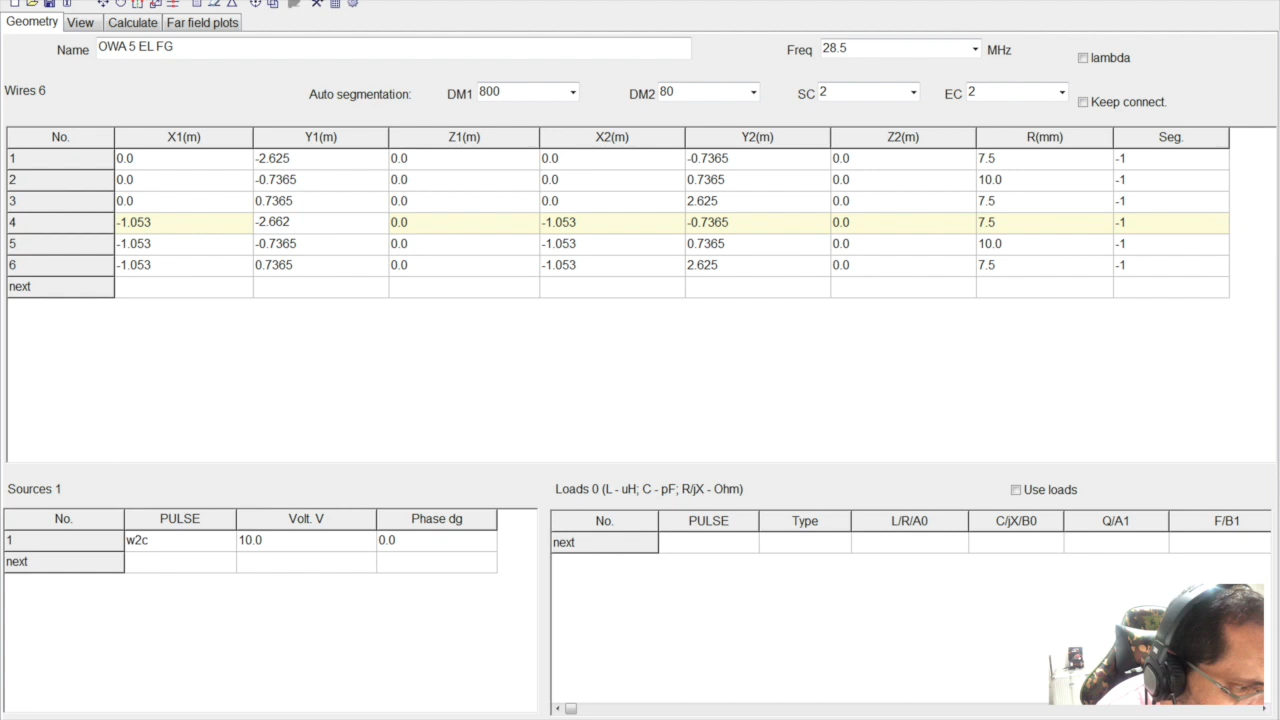 Geometry View Calculate Far field plots
Name OWA 5 EL FG Freq 28.5 MHz lambda
Wires 6 Auto segmentation: DM1 800 DM2 80 SC 2 EC 2 Keep connect.
No. X1(m) Y1(m) Z1(m) X2(m) Y2(m) Z2(m) R(mm) Seg.
1 0.0 -2.625 0.0 0.0 -0.7365 0.0 7.5 -1
2 0.0 -0.7365 0.0 0.0 0.7365 0.0 10.0 -1
3 0.0 0.7365 0.0 0.0 2.625 0.0 7.5 -1
4 -1.053 -2.662 0.0 -1.053 -0.7365 0.0 7.5 -1
5 -1.053 -0.7365 0.0 -1.053 0.7365 0.0 10.0 -1
6 -1.053 0.7365 0.0 -1.053 2.625 0.0 7.5 -1
next
Sources 1
No. PULSE Volt. V Phase dg
1 w2c 10.0 0.0
next
Loads 0 (L - uH; C - pF; R/jX - Ohm) Use loads
No. PULSE Type L/R/A0 C/jX/B0 Q/A1 F/B1
next